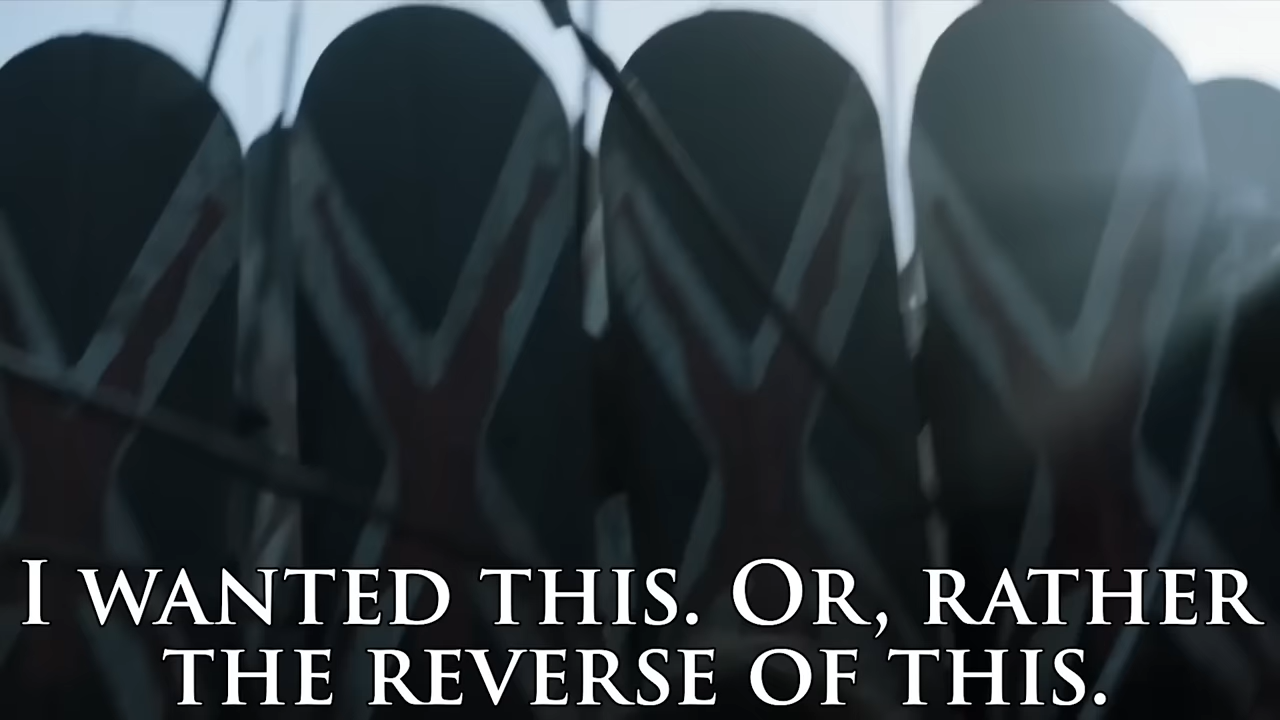 I WANTED THIS. OR, RATHER
THE REVERSE OF THIS.